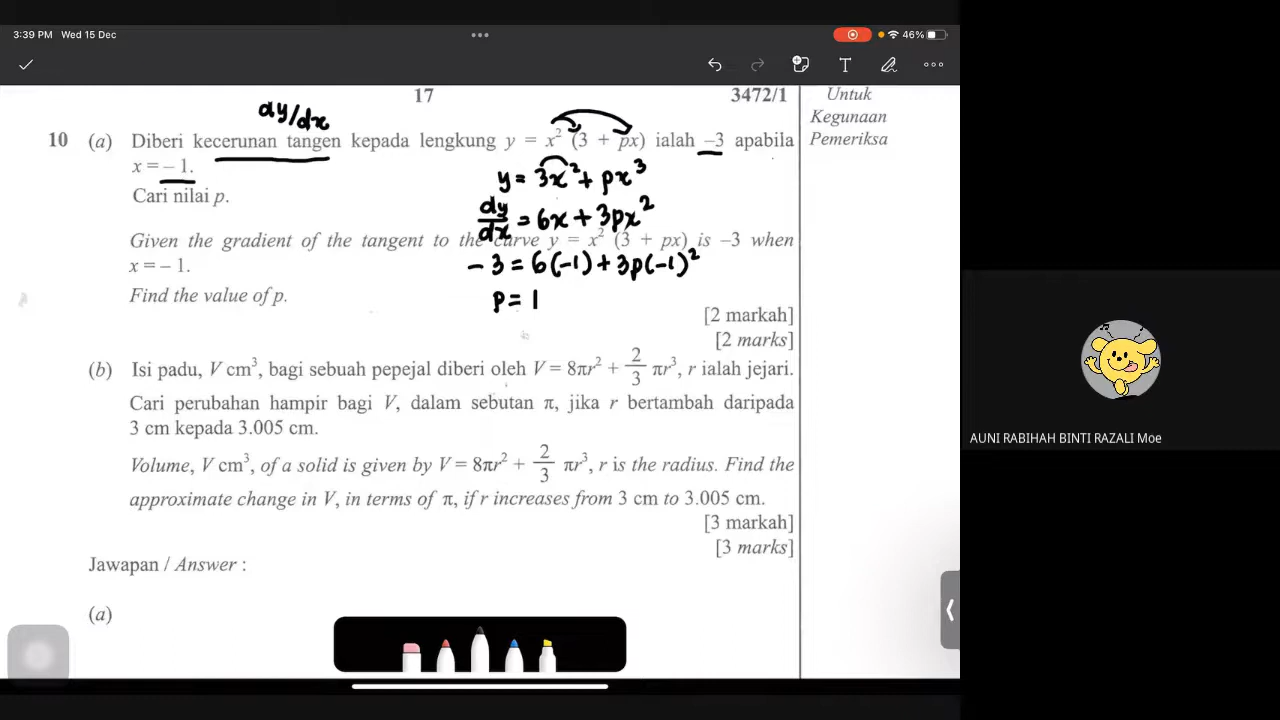 3:39 PM Wed 15 Dec
46%
T
17
3472/1
Untuk
Kegunaan
Pemeriksa
dy/dx
10 (a) Diberi kecerunan tangen kepada lengkung y = x² (3 + px) ialah –3 apabila
x = – 1.
y = 3x² + px³
Cari nilai p.
dy/dx = 6x + 3px²
Given the gradient of the tangent to the curve y = x² (3 + px) is –3 when
x = – 1.
-3 = 6(-1) + 3p(-1)²
Find the value of p.
p = 1
[2 markah]
[2 marks]
(b) Isi padu, V cm³, bagi sebuah pepejal diberi oleh V = 8πr² + 2/3 πr³, r ialah jejari.
Cari perubahan hampir bagi V, dalam sebutan π, jika r bertambah daripada
3 cm kepada 3.005 cm.
Volume, V cm³, of a solid is given by V = 8πr² + 2/3 πr³, r is the radius. Find the
approximate change in V, in terms of π, if r increases from 3 cm to 3.005 cm.
[3 markah]
[3 marks]
Jawapan / Answer :
(a)
AUNI RABIHAH BINTI RAZALI Moe